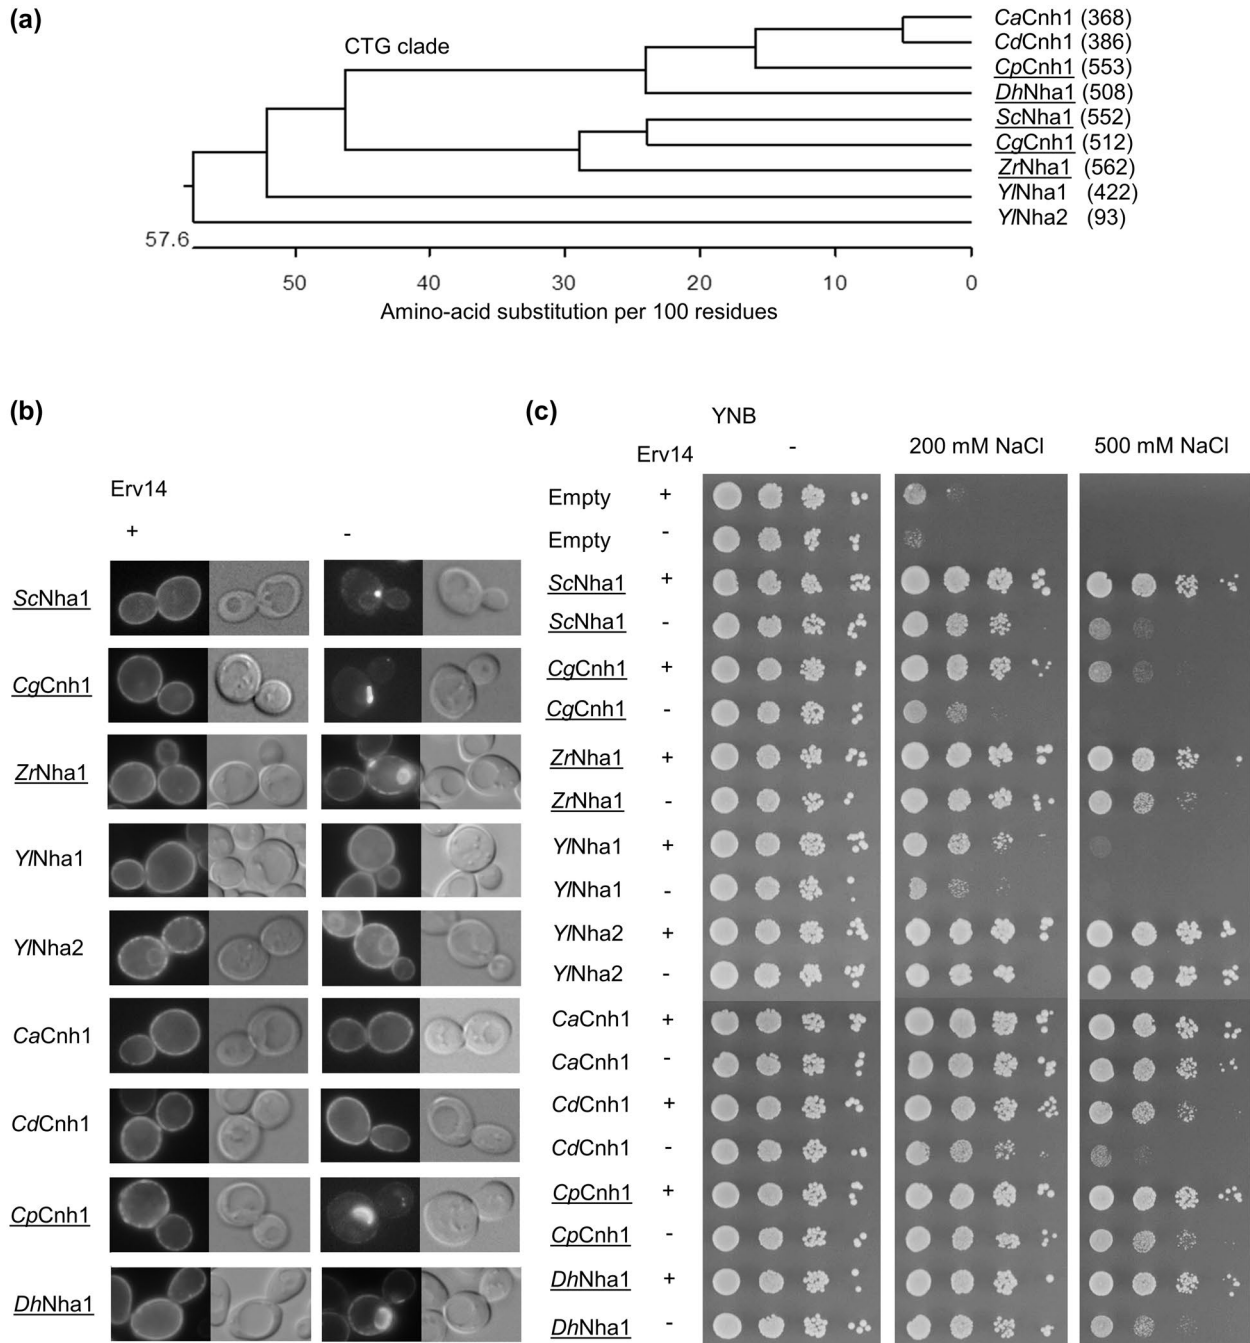 (a)
CTG clade
CaCnh1 (368)
CdCnh1 (386)
CpCnh1 (553)
DhNha1 (508)
ScNha1 (552)
CgCnh1 (512)
ZrNha1 (562)
YlNha1 (422)
YlNha2 (93)
57.6
50 40 30 20 10 0
Amino-acid substitution per 100 residues
(b)
Erv14
+ -
ScNha1
CgCnh1
ZrNha1
YlNha1
YlNha2
CaCnh1
CdCnh1
CpCnh1
DhNha1
(c)
YNB
Erv14 - 200 mM NaCl 500 mM NaCl
Empty +
Empty -
ScNha1 +
ScNha1 -
CgCnh1 +
CgCnh1 -
ZrNha1 +
ZrNha1 -
YlNha1 +
YlNha1 -
YlNha2 +
YlNha2 -
CaCnh1 +
CaCnh1 -
CdCnh1 +
CdCnh1 -
CpCnh1 +
CpCnh1 -
DhNha1 +
DhNha1 -